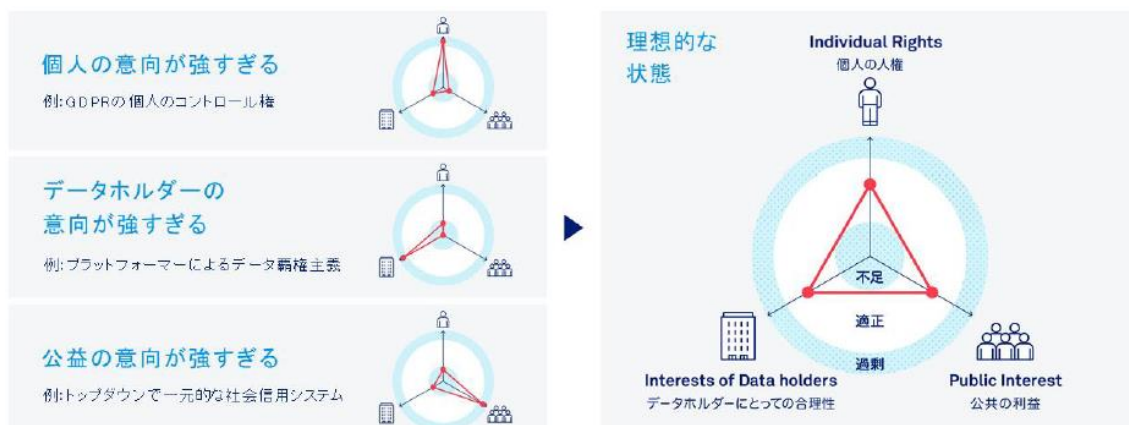 個人の意向が強すぎる
例:GDPRの個人のコントロール権
データホルダーの
意向が強すぎる
例:プラットフォーマーによるデータ覇権主義
公益の意向が強すぎる
例:トップダウンで一元的な社会信用システム
理想的な
状態
Individual Rights
個人の人権
不足
適正
過剰
Interests of Data holders
データホルダーにとっての合理性
Public Interest
公共の利益